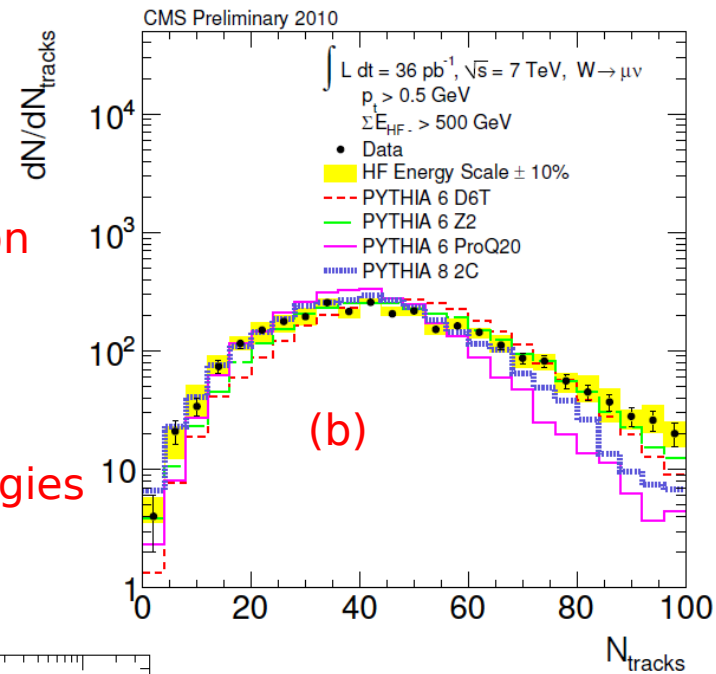 CMS Preliminary 2010
dN/dN_tracks
∫ L dt = 36 pb⁻¹, √s = 7 TeV, W→ μν
p_t > 0.5 GeV
ΣE_HF - > 500 GeV
Data
HF Energy Scale ± 10%
PYTHIA 6 D6T
PYTHIA 6 Z2
PYTHIA 6 ProQ20
PYTHIA 8 2C
10⁴
10³
10²
10
1
on
gies
(b)
0 20 40 60 80 100
N_tracks